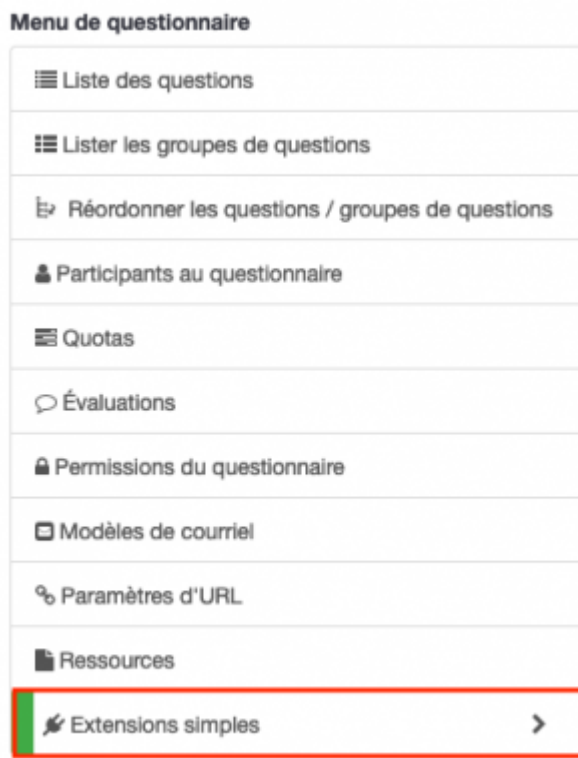 Menu de questionnaire
Liste des questions
Lister les groupes de questions
Réordonner les questions / groupes de questions
Participants au questionnaire
Quotas
Évaluations
Permissions du questionnaire
Modèles de courriel
Paramètres d'URL
Ressources
Extensions simples